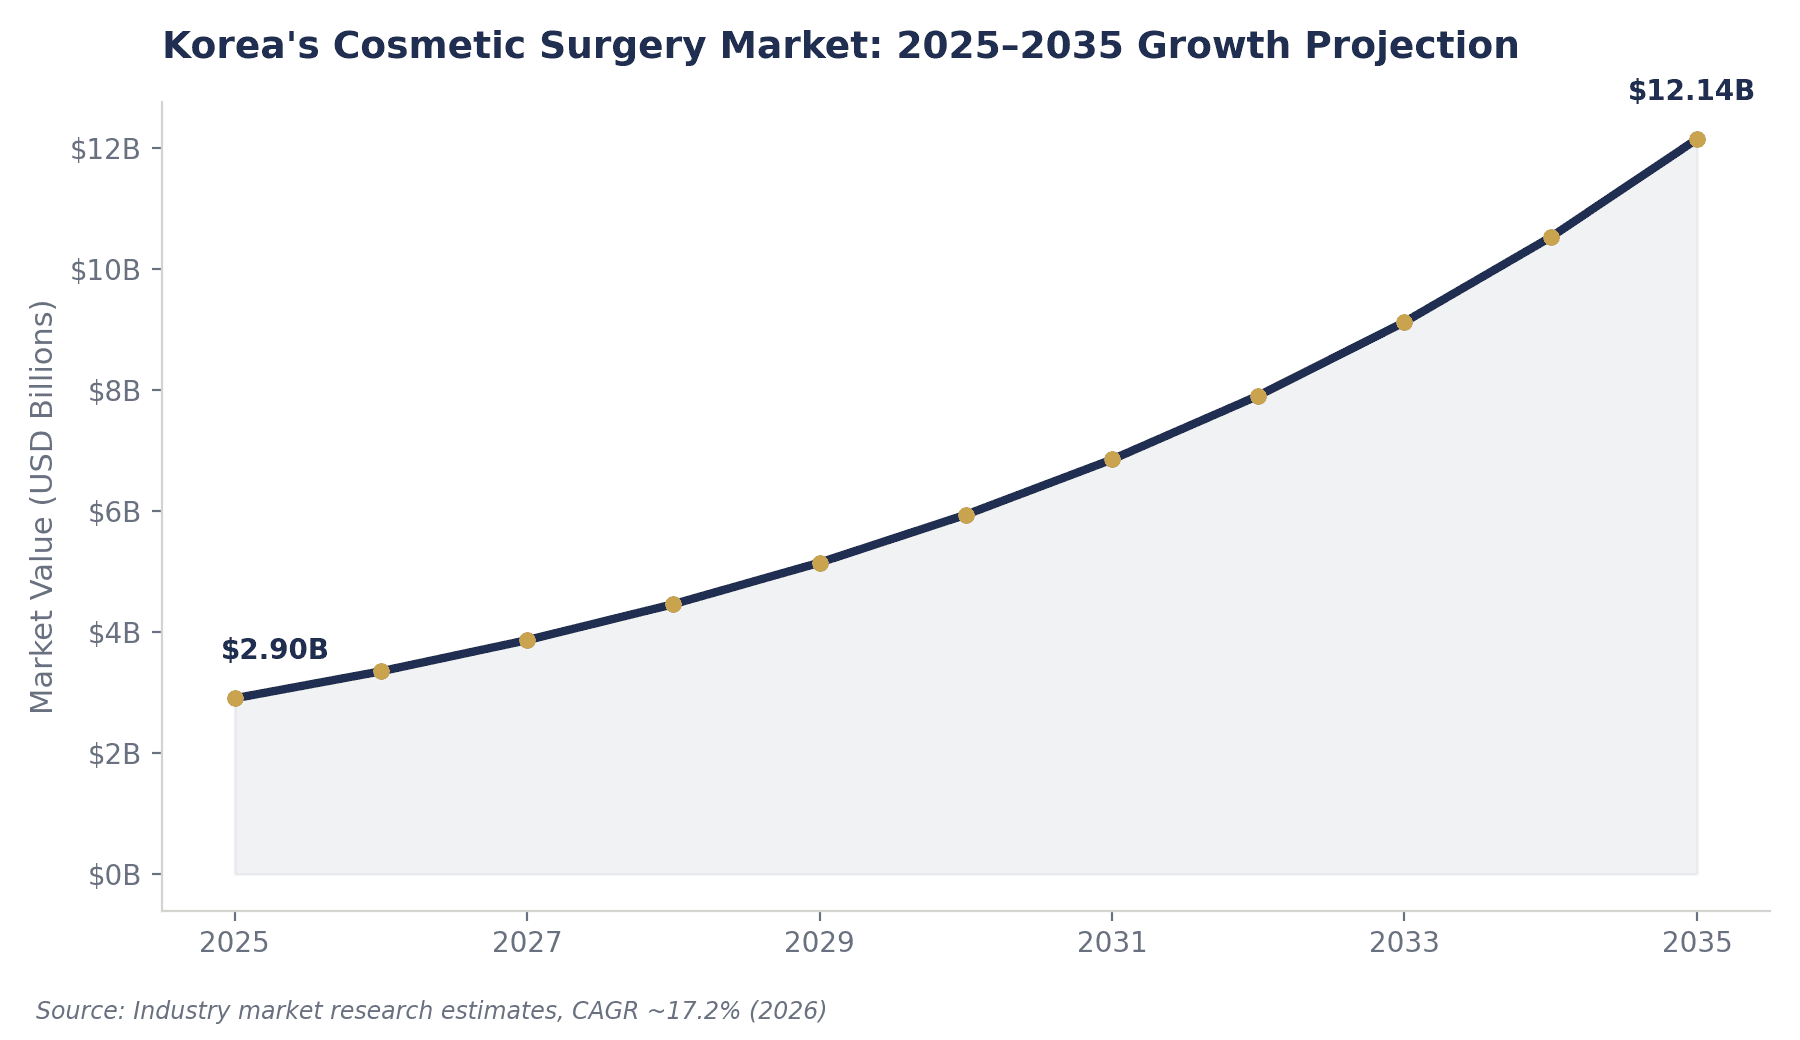 Korea's Cosmetic Surgery Market: 2025–2035 Growth Projection
$12.14B
$12B
$10B
$8B
$6B
$4B
$2B
$0B
Market Value (USD Billions)
$2.90B
2025
2027
2029
2031
2033
2035
Source: Industry market research estimates, CAGR ~17.2% (2026)